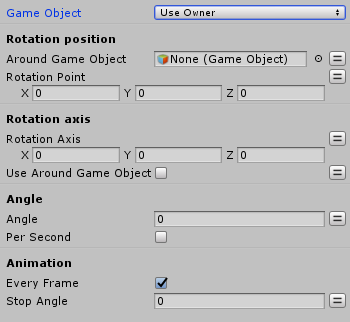 Game Object Use Owner
Rotation position
Around Game Object None (Game Object)
Rotation Point
X 0 Y 0 Z 0
Rotation axis
Rotation Axis
X 0 Y 0 Z 0
Use Around Game Object
Angle
Angle 0
Per Second
Animation
Every Frame
Stop Angle 0